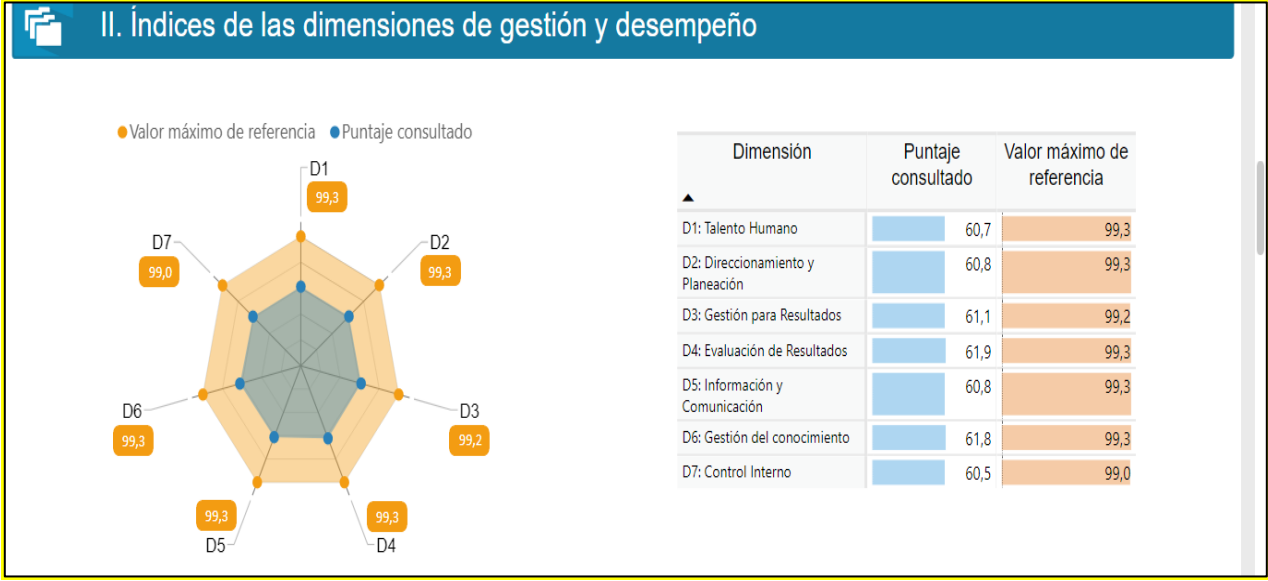 II. Índices de las dimensiones de gestión y desempeño
Valor máximo de referencia Puntaje consultado
D1
99,3
D2
99,3
D3
99,2
D4
99,3
D5
99,3
D6
99,3
D7
99,0
Dimensión Puntaje consultado Valor máximo de referencia
D1: Talento Humano 60,7 99,3
D2: Direccionamiento y Planeación 60,8 99,3
D3: Gestión para Resultados 61,1 99,2
D4: Evaluación de Resultados 61,9 99,3
D5: Información y Comunicación 60,8 99,3
D6: Gestión del conocimiento 61,8 99,3
D7: Control Interno 60,5 99,0